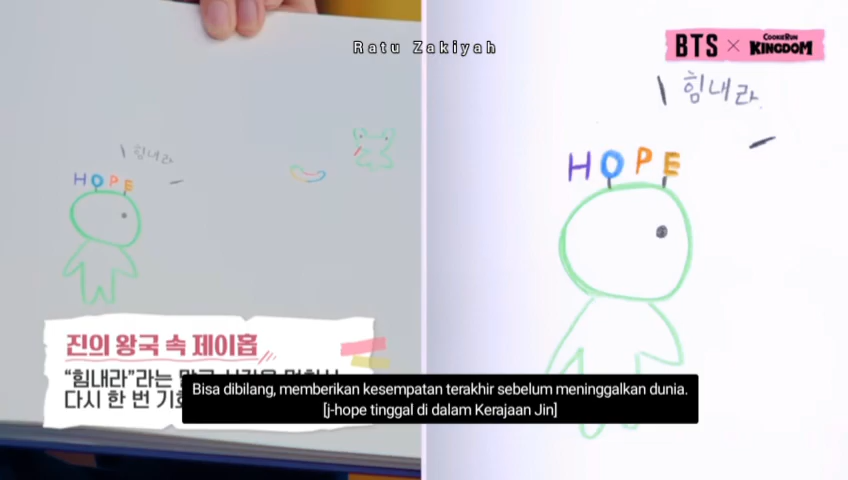 Ratu Zakiyah
BTS × COOKIERUN KINGDOM
힘내라
HOPE
힘내라
HOPE
진의 왕국 속 제이홉
“힘내라”라는
다시 한 번
Bisa dibilang, memberikan kesempatan terakhir sebelum meninggalkan dunia.
[j-hope tinggal di dalam Kerajaan Jin]